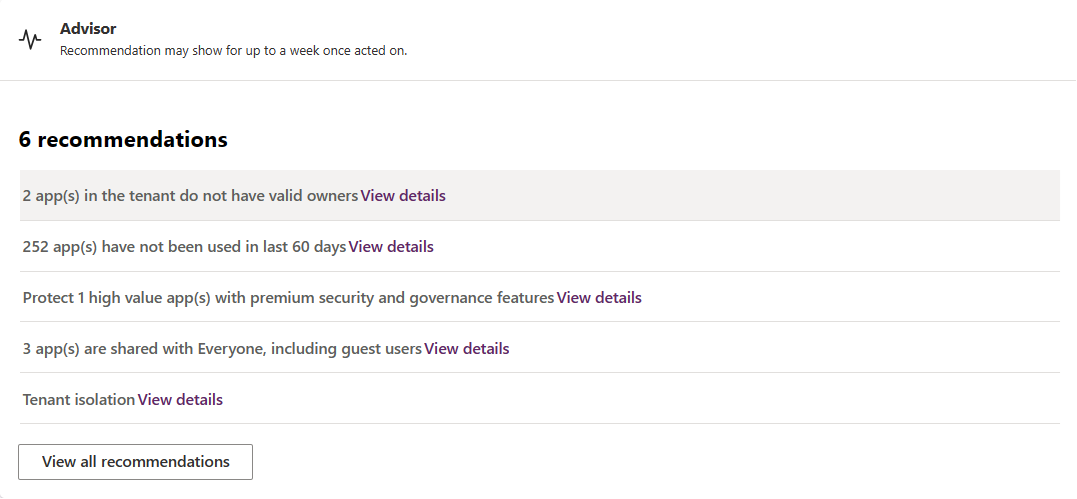 Advisor
Recommendation may show for up to a week once acted on.
6 recommendations
2 app(s) in the tenant do not have valid owners View details
252 app(s) have not been used in last 60 days View details
Protect 1 high value app(s) with premium security and governance features View details
3 app(s) are shared with Everyone, including guest users View details
Tenant isolation View details
View all recommendations